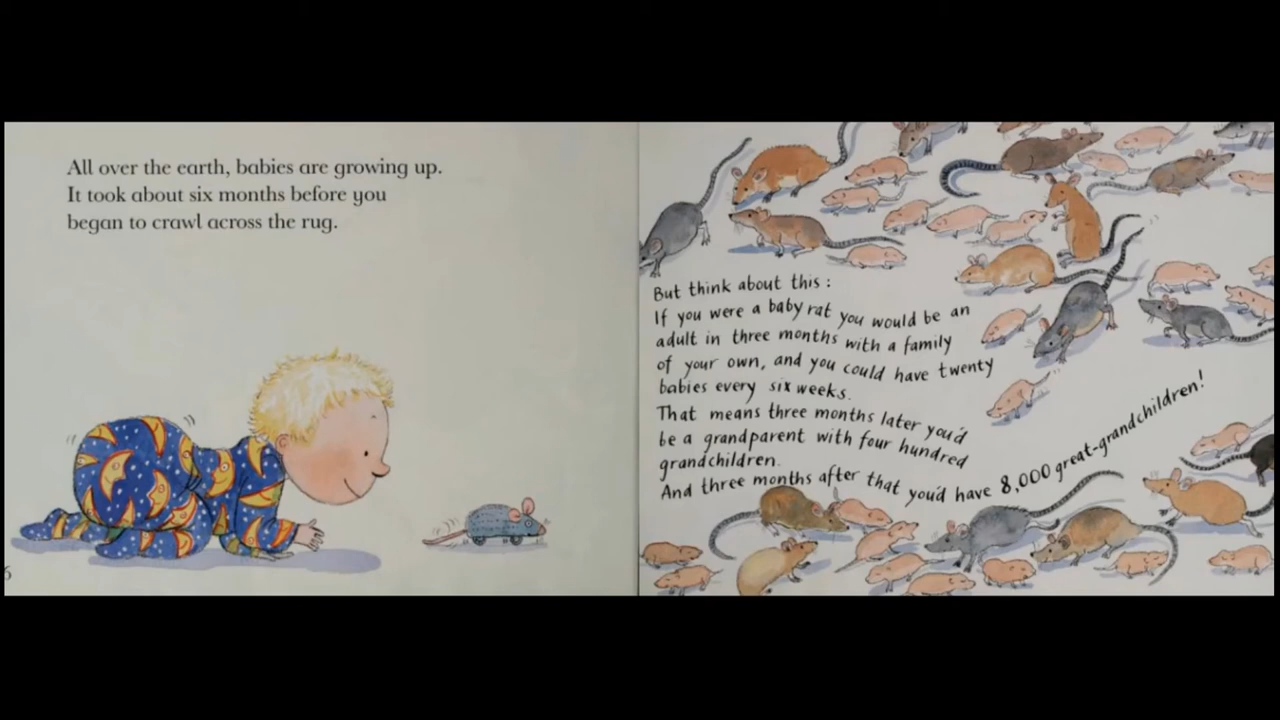 All over the earth, babies are growing up.
It took about six months before you
began to crawl across the rug.
6
But think about this:
If you were a baby rat you would be an
adult in three months with a family
of your own, and you could have twenty
babies every six weeks.
That means three months later you'd
be a grandparent with four hundred
grandchildren.
And three months after that you'd have 8,000 great-grandchildren!